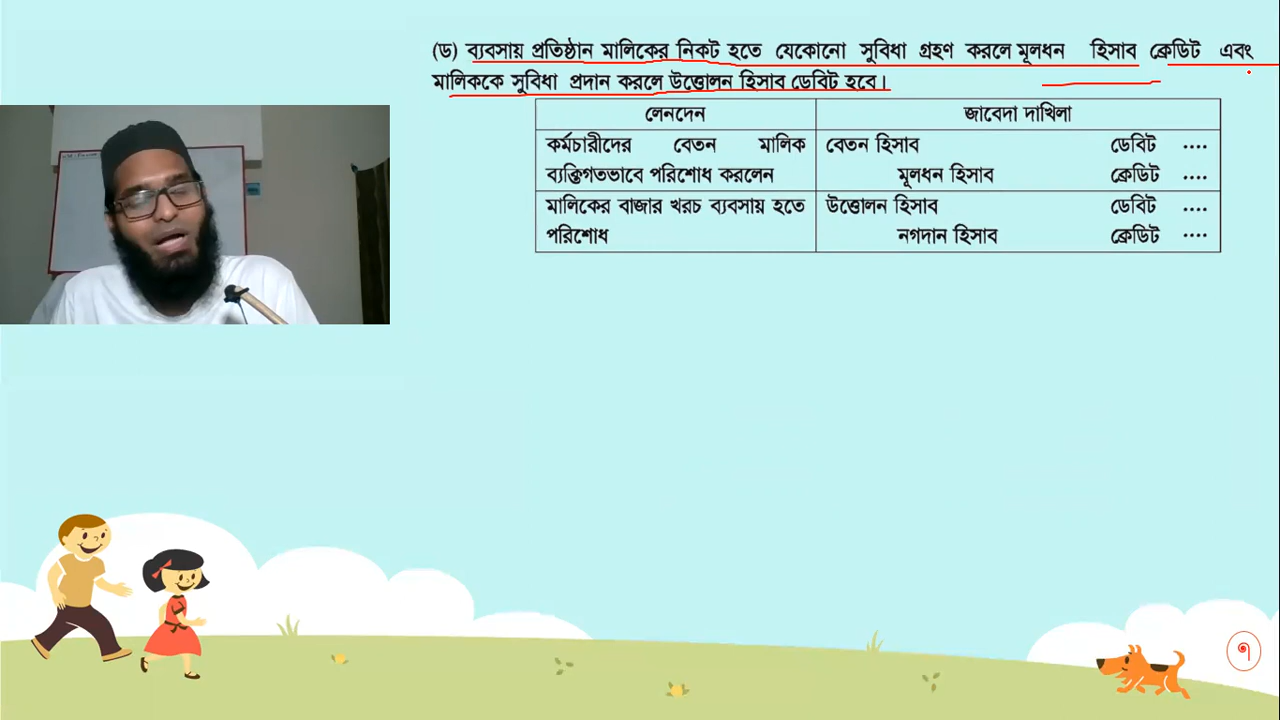 (ড) ব্যবসায় প্রতিষ্ঠান মালিকের নিকট হতে যেকোনো সুবিধা গ্রহণ করলে মূলধন হিসাব ক্রেডিট এবং
মালিককে সুবিধা প্রদান করলে উত্তোলন হিসাব ডেবিট হবে।
লেনদেন জাবেদা দাখিলা
কর্মচারীদের বেতন মালিক বেতন হিসাব ডেবিট ....
ব্যক্তিগতভাবে পরিশোধ করলেন মূলধন হিসাব ক্রেডিট ....
মালিকের বাজার খরচ ব্যবসায় হতে উত্তোলন হিসাব ডেবিট ....
পরিশোধ নগদান হিসাব ক্রেডিট ....
৭